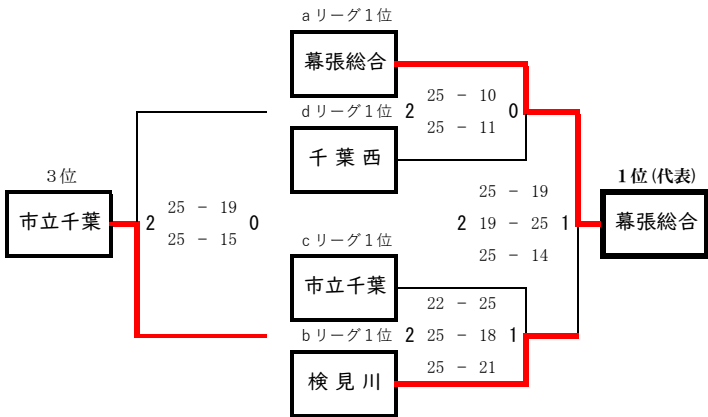 aリーグ1位
幕張総合
2 25 － 10 0
25 － 11
dリーグ1位
千 葉 西
3位
市立千葉
2 25 － 19 0
25 － 15
25 － 19
2 19 － 25 1
25 － 14
1位(代表)
幕張総合
cリーグ1位
市立千葉
22 － 25
2 25 － 18 1
25 － 21
bリーグ1位
検 見 川